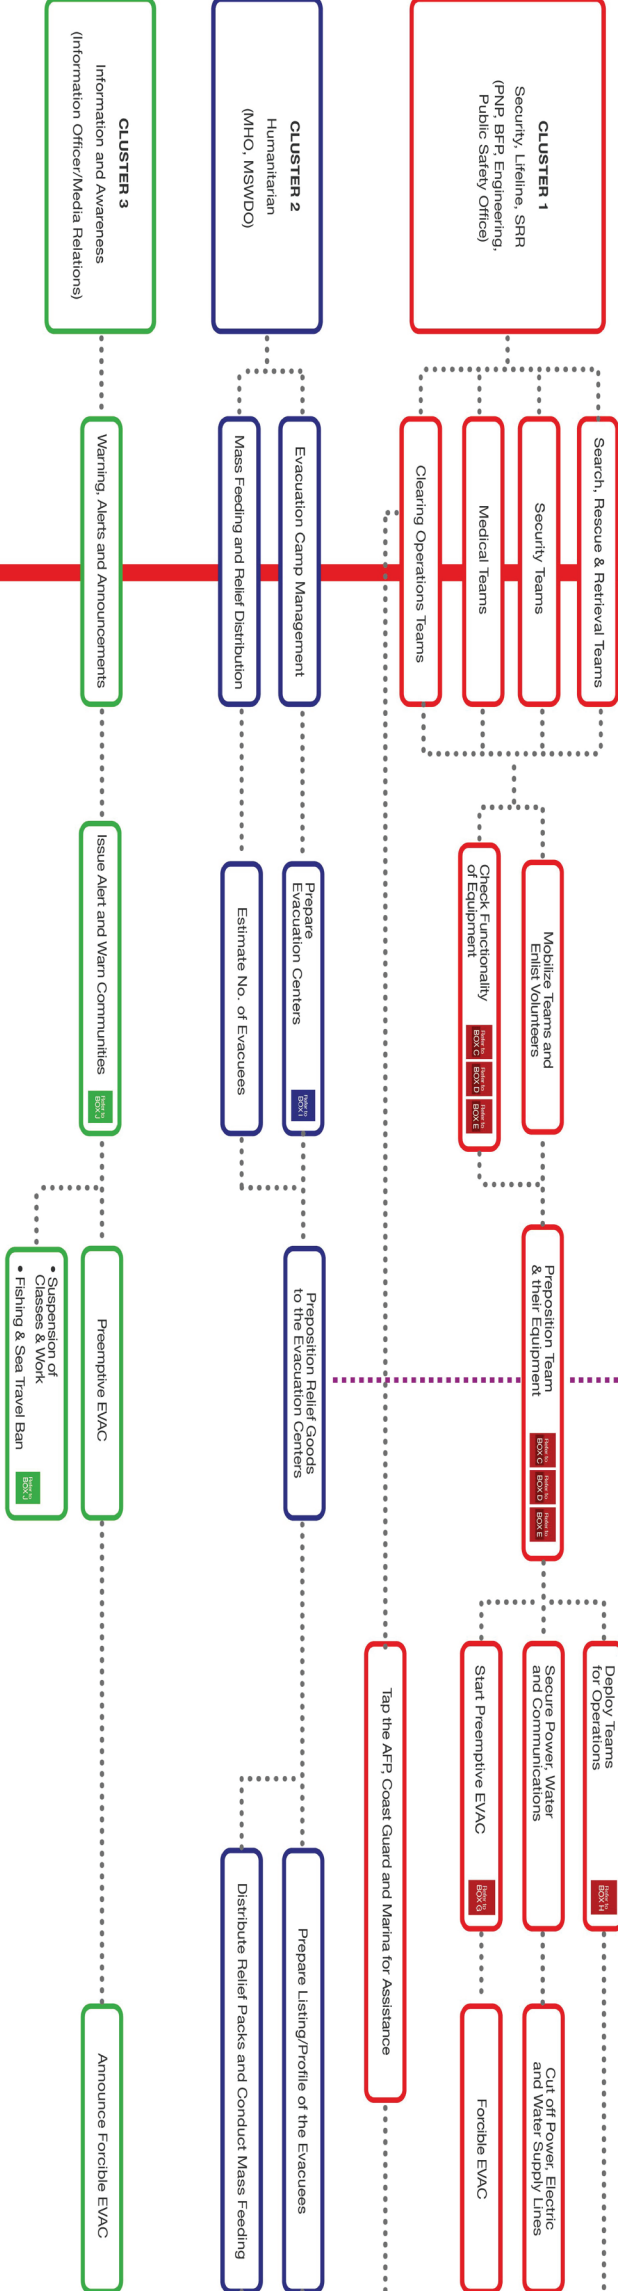 CLUSTER 1
Security, Lifeline, SRR
(PNP, BFP, Engineering,
Public Safety Office)
Search, Rescue & Retrieval Teams
Security Teams
Medical Teams
Clearing Operations Teams
Mobilize Teams and
Enlist Volunteers
Check Functionality
of Equipment
Refer to
BOX C
Refer to
BOX D
Refer to
BOX E
Preposition Team
& their Equipment
Refer to
BOX C
Refer to
BOX D
Refer to
BOX E
Deploy Teams
for Operations
Refer to
BOX H
Secure Power, Water
and Communications
Start Preemptive EVAC
Refer to
BOX G
Cut off Power, Electric
and Water Supply Lines
Forcible EVAC
Tap the AFP, Coast Guard and Marina for Assistance
CLUSTER 2
Humanitarian
(MHO, MSWDO)
Evacuation Camp Management
Mass Feeding and Relief Distribution
Prepare
Evacuation Centers
Refer to
BOX I
Estimate No. of Evacuees
Preposition Relief Goods
to the Evacuation Centers
Prepare Listing/Profile of the Evacuees
Distribute Relief Packs and Conduct Mass Feeding
CLUSTER 3
Information and Awareness
(Information Officer/Media Relations)
Warning, Alerts and Announcements
Issue Alert and Warn Communities
Refer to
BOX J
Preemptive EVAC
• Suspension of
Classes & Work
• Fishing & Sea Travel Ban
Refer to
BOX J
Announce Forcible EVAC